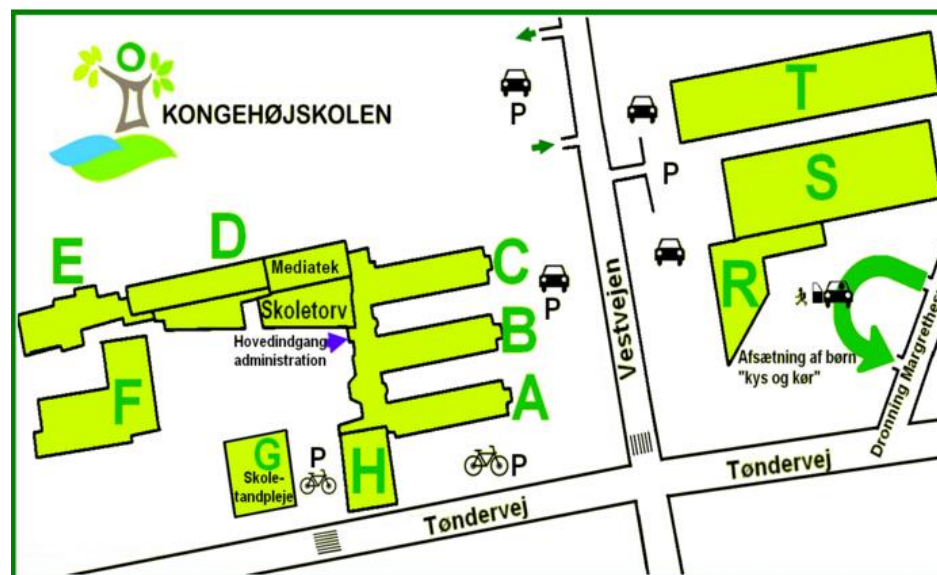 KONGEHØJSKOLEN
P
T
P
S
E
D
Mediatek
C
Skoletorv
P
R
B
Hovedindgang
administration
Vestvejen
Afsætning af børn
"kys og kør"
A
F
G
Skole-
tandpleje
P
H
P
Tøndervej
Tøndervej
Dronning Margrethes